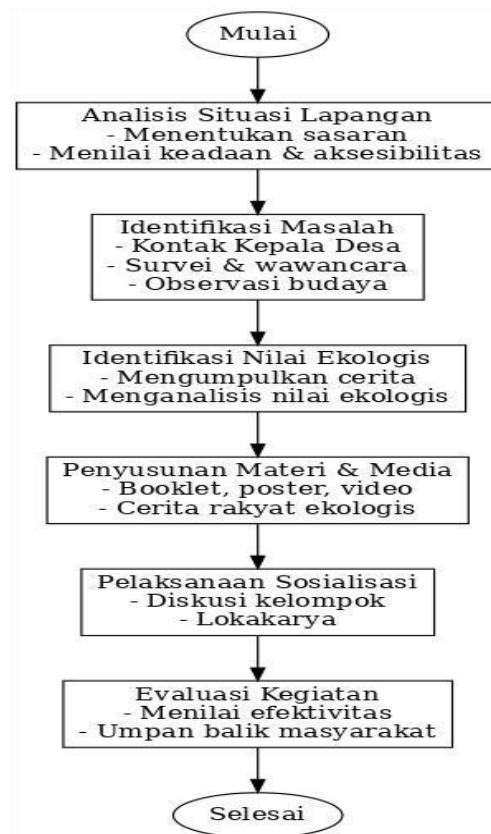 Mulai
Analisis Situasi Lapangan
- Menentukan sasaran
- Menilai keadaan & aksesibilitas
Identifikasi Masalah
- Kontak Kepala Desa
- Survei & wawancara
- Observasi budaya
Identifikasi Nilai Ekologis
- Mengumpulkan cerita
- Menganalisis nilai ekologis
Penyusunan Materi & Media
- Booklet, poster, video
- Cerita rakyat ekologis
Pelaksanaan Sosialisasi
- Diskusi kelompok
- Lokakarya
Evaluasi Kegiatan
- Menilai efektivitas
- Umpan balik masyarakat
Selesai